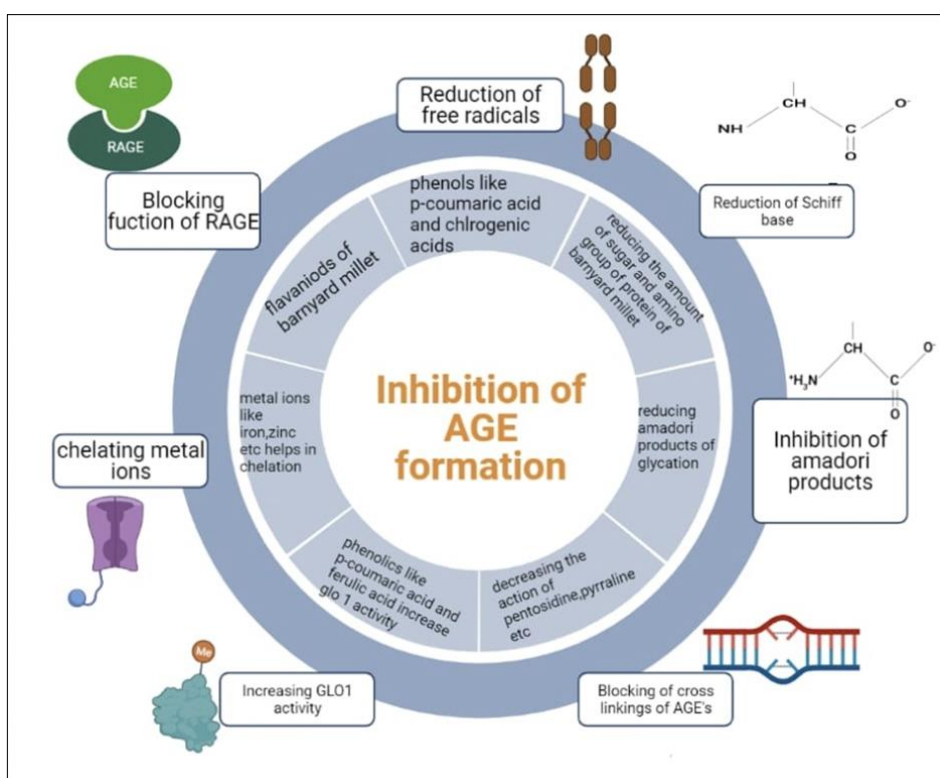 AGE
RAGE
Blocking
fuction of RAGE
Reduction of
free radicals
CH
O-
NH
C
O
Reduction of Schiff
base
phenols like
p-coumaric acid
and chlrogenic
acids
flavaniods of
barnyard millet
reducing the amount
of sugar and amino
group of protein of
barnyard millet
CH
O-
+H3N
C
O
Inhibition of
amadori
products
metal ions
like
iron,zinc
etc helps in
chelation
Inhibition of
AGE
formation
reducing
amadori
products of
glycation
chelating metal
ions
phenolics like
p-coumaric acid and
ferulic acid increase
glo 1 activity
decreasing the
action of
pentosidine,pyrraline
etc
Me
Increasing GLO1
activity
Blocking of cross
linkings of AGE's